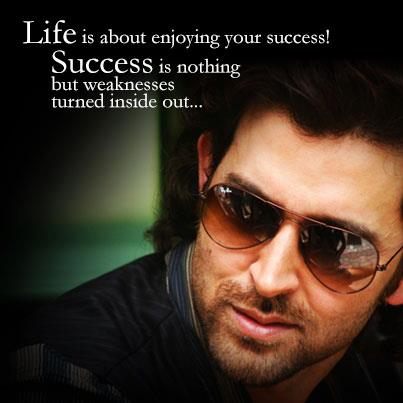 Life is about enjoying your success!
Success is nothing
but weaknesses
turned inside out...